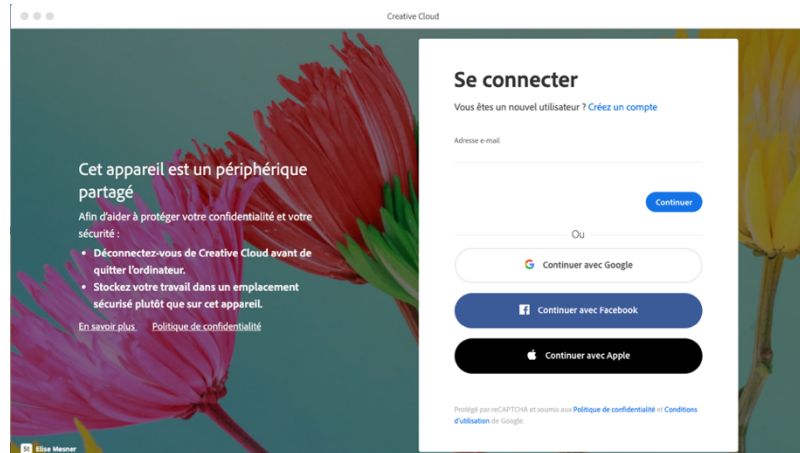 Creative Cloud
Cet appareil est un périphérique
partagé
Afin d'aider à protéger votre confidentialité et votre
sécurité :
• Déconnectez-vous de Creative Cloud avant de
quitter l'ordinateur.
• Stockez votre travail dans un emplacement
sécurisé plutôt que sur cet appareil.
En savoir plus Politique de confidentialité
St Elise Mesner
Se connecter
Vous êtes un nouvel utilisateur ? Créez un compte
Adresse e-mail
Continuer
Ou
Continuer avec Google
Continuer avec Facebook
Continuer avec Apple
Protégé par reCAPTCHA et soumis aux Politique de confidentialité et Conditions
d'utilisation de Google.